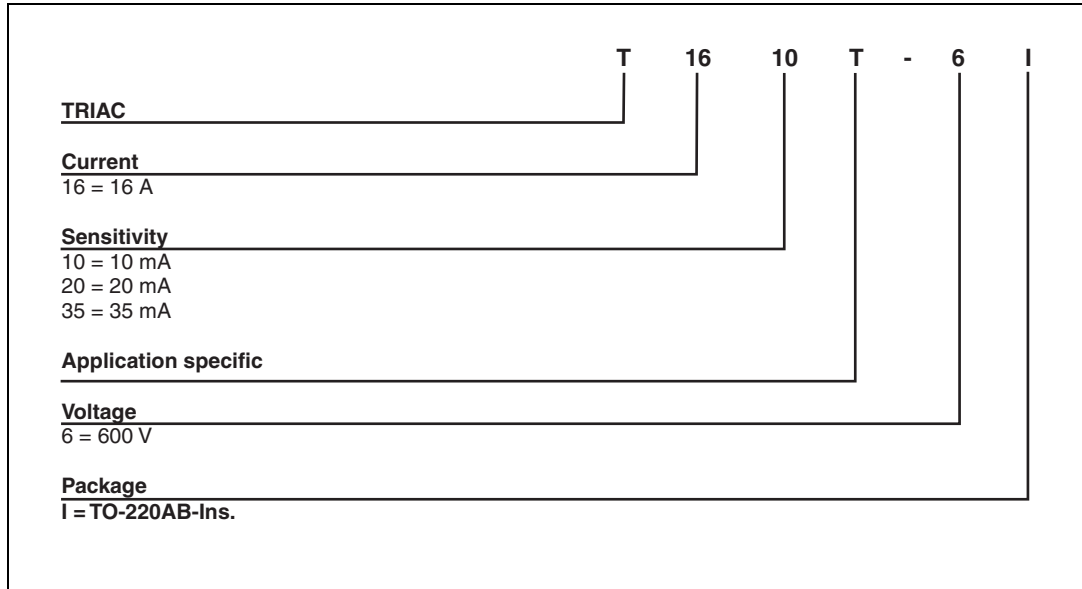 T 16 10 T - 6 I
TRIAC
Current
16 = 16 A
Sensitivity
10 = 10 mA
20 = 20 mA
35 = 35 mA
Application specific
Voltage
6 = 600 V
Package
I = TO-220AB-Ins.